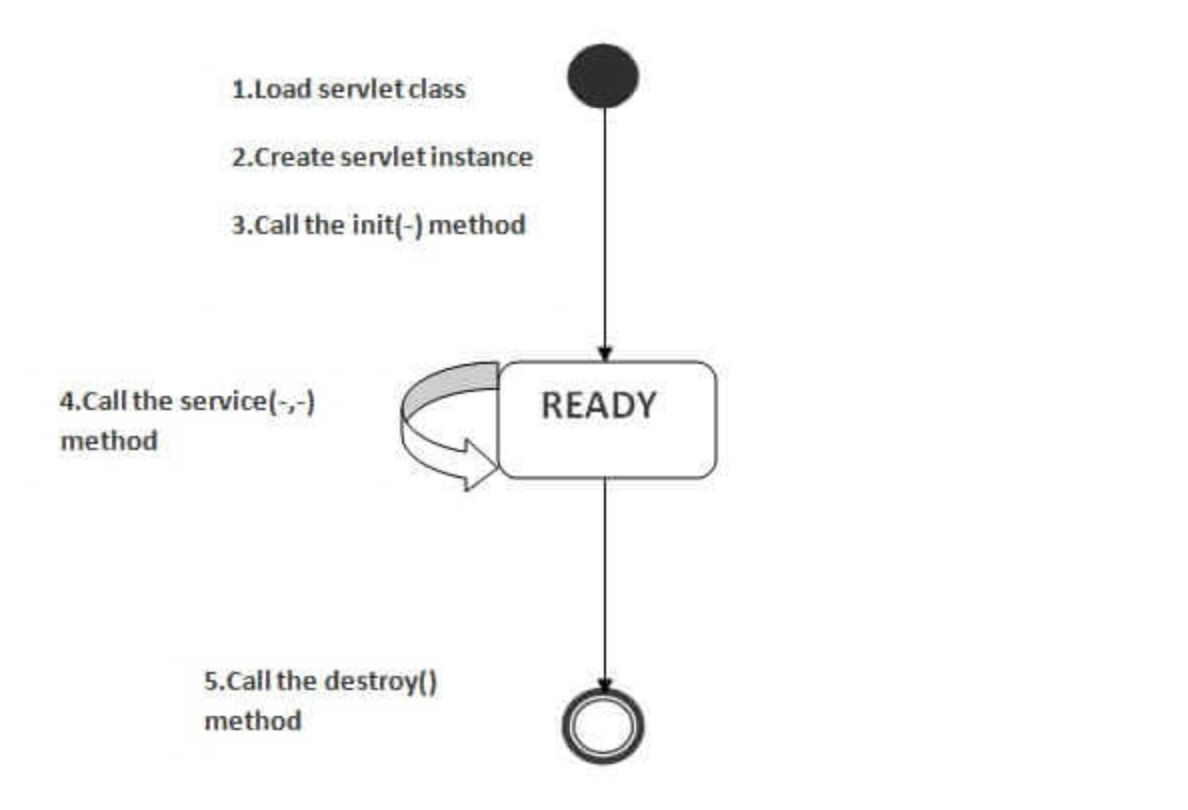 1.Load servlet class
2.Create servlet instance
3.Call the init(-) method
READY
4.Call the service(-,-)
method
5.Call the destroy()
method